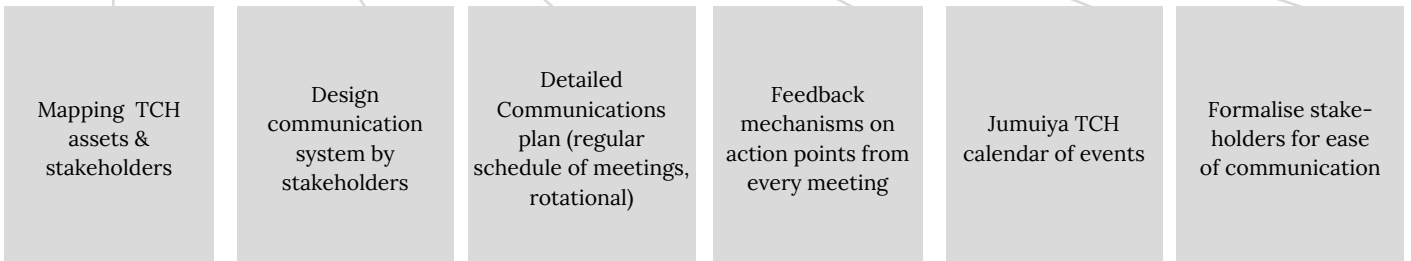 Mapping  TCH
assets &
stakeholders
Design
communication
system by
stakeholders
Detailed
Communications
plan (regular
schedule of meetings,
rotational)
Feedback
mechanisms on
action points from
every meeting
Jumuiya TCH
calendar of events
Formalise stake-
holders for ease
of communication